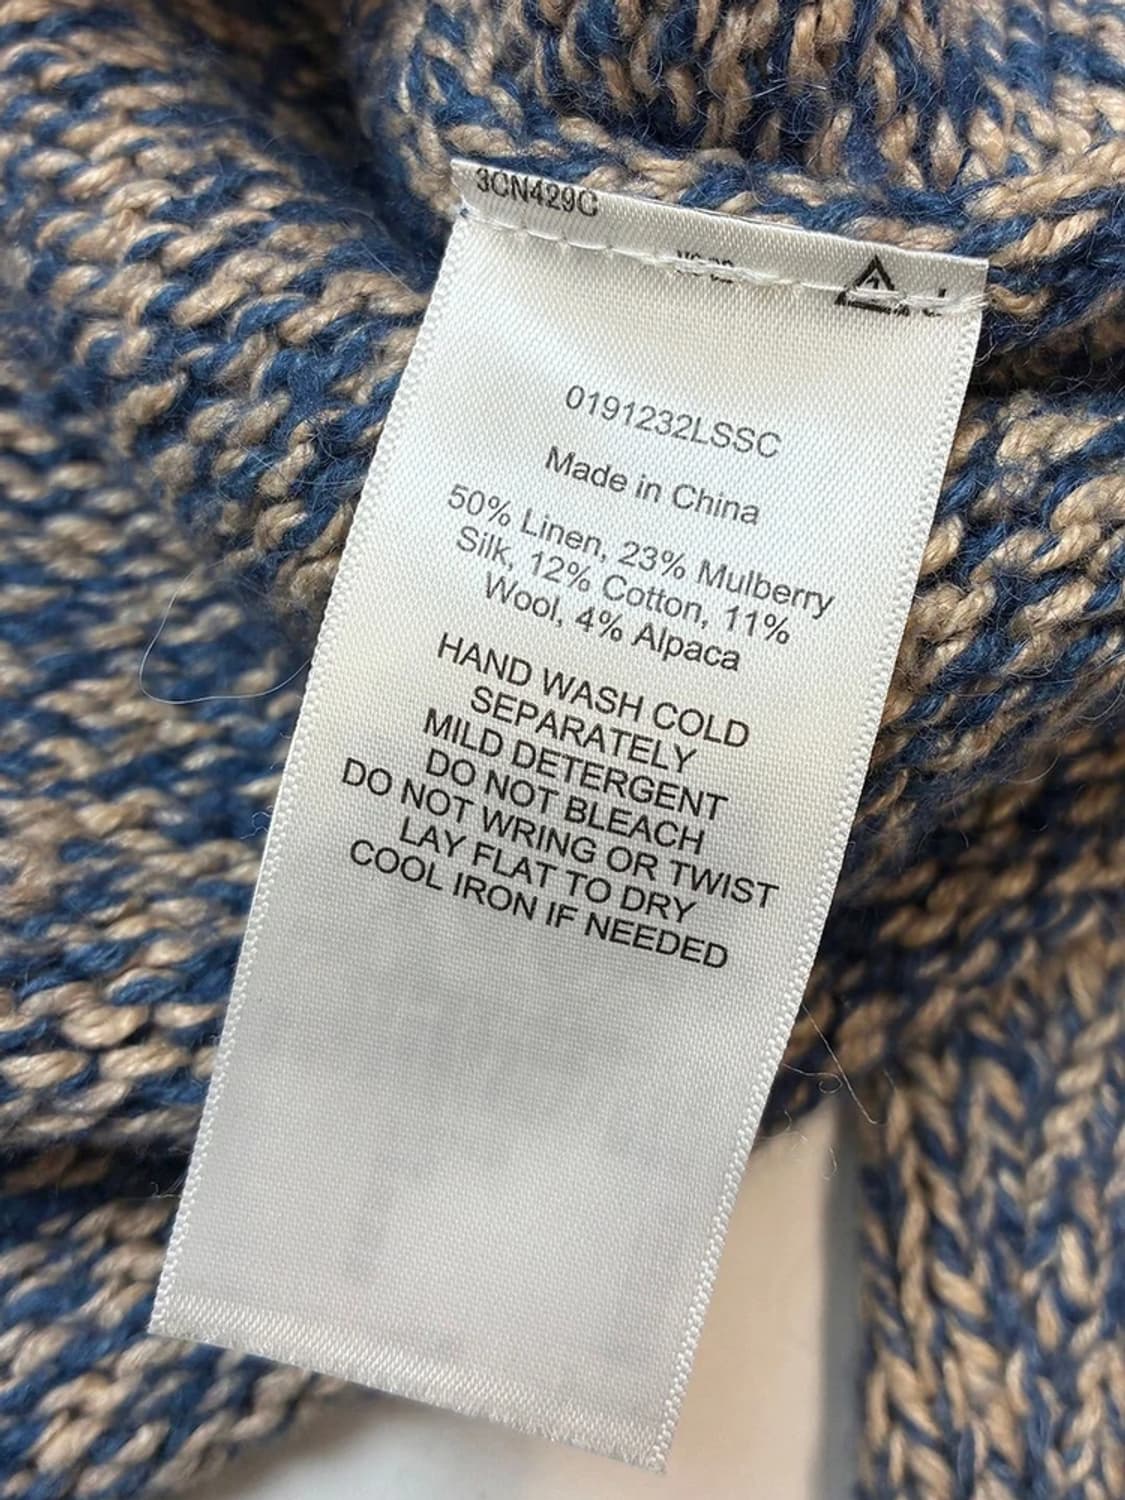 3CN429C
0191232LSSC
Made in China
50% Linen, 23% Mulberry
Silk, 12% Cotton, 11%
Wool, 4% Alpaca
HAND WASH COLD
SEPARATELY
MILD DETERGENT
DO NOT BLEACH
DO NOT WRING OR TWIST
LAY FLAT TO DRY
COOL IRON IF NEEDED